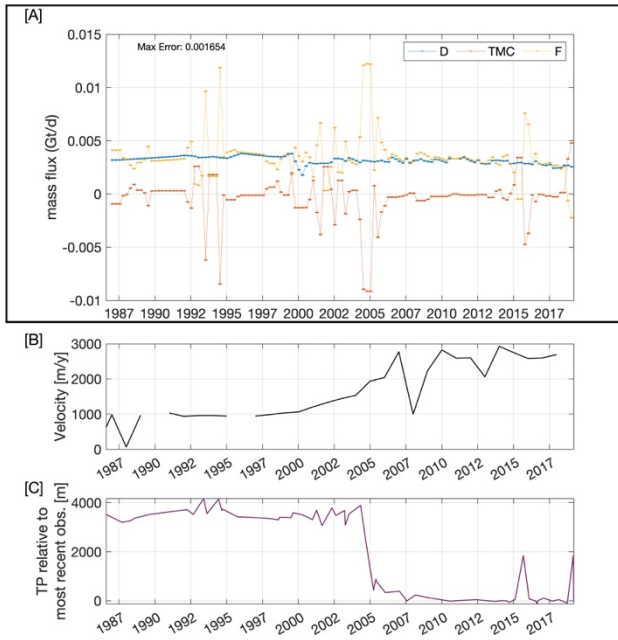 [A]
Max Error: 0.001654
D TMC F
mass flux (Gt/d)
0.015
0.01
0.005
0
-0.005
-0.01
1987 1990 1992 1995 1997 2000 2002 2005 2007 2010 2012 2015 2017
[B]
Velocity [m/y]
3000
2000
1000
0
1987 1990 1992 1995 1997 2000 2002 2005 2007 2010 2012 2015 2017
[C]
TP relative to
most recent obs. [m]
4000
2000
0
1987 1990 1992 1995 1997 2000 2002 2005 2007 2010 2012 2015 2017